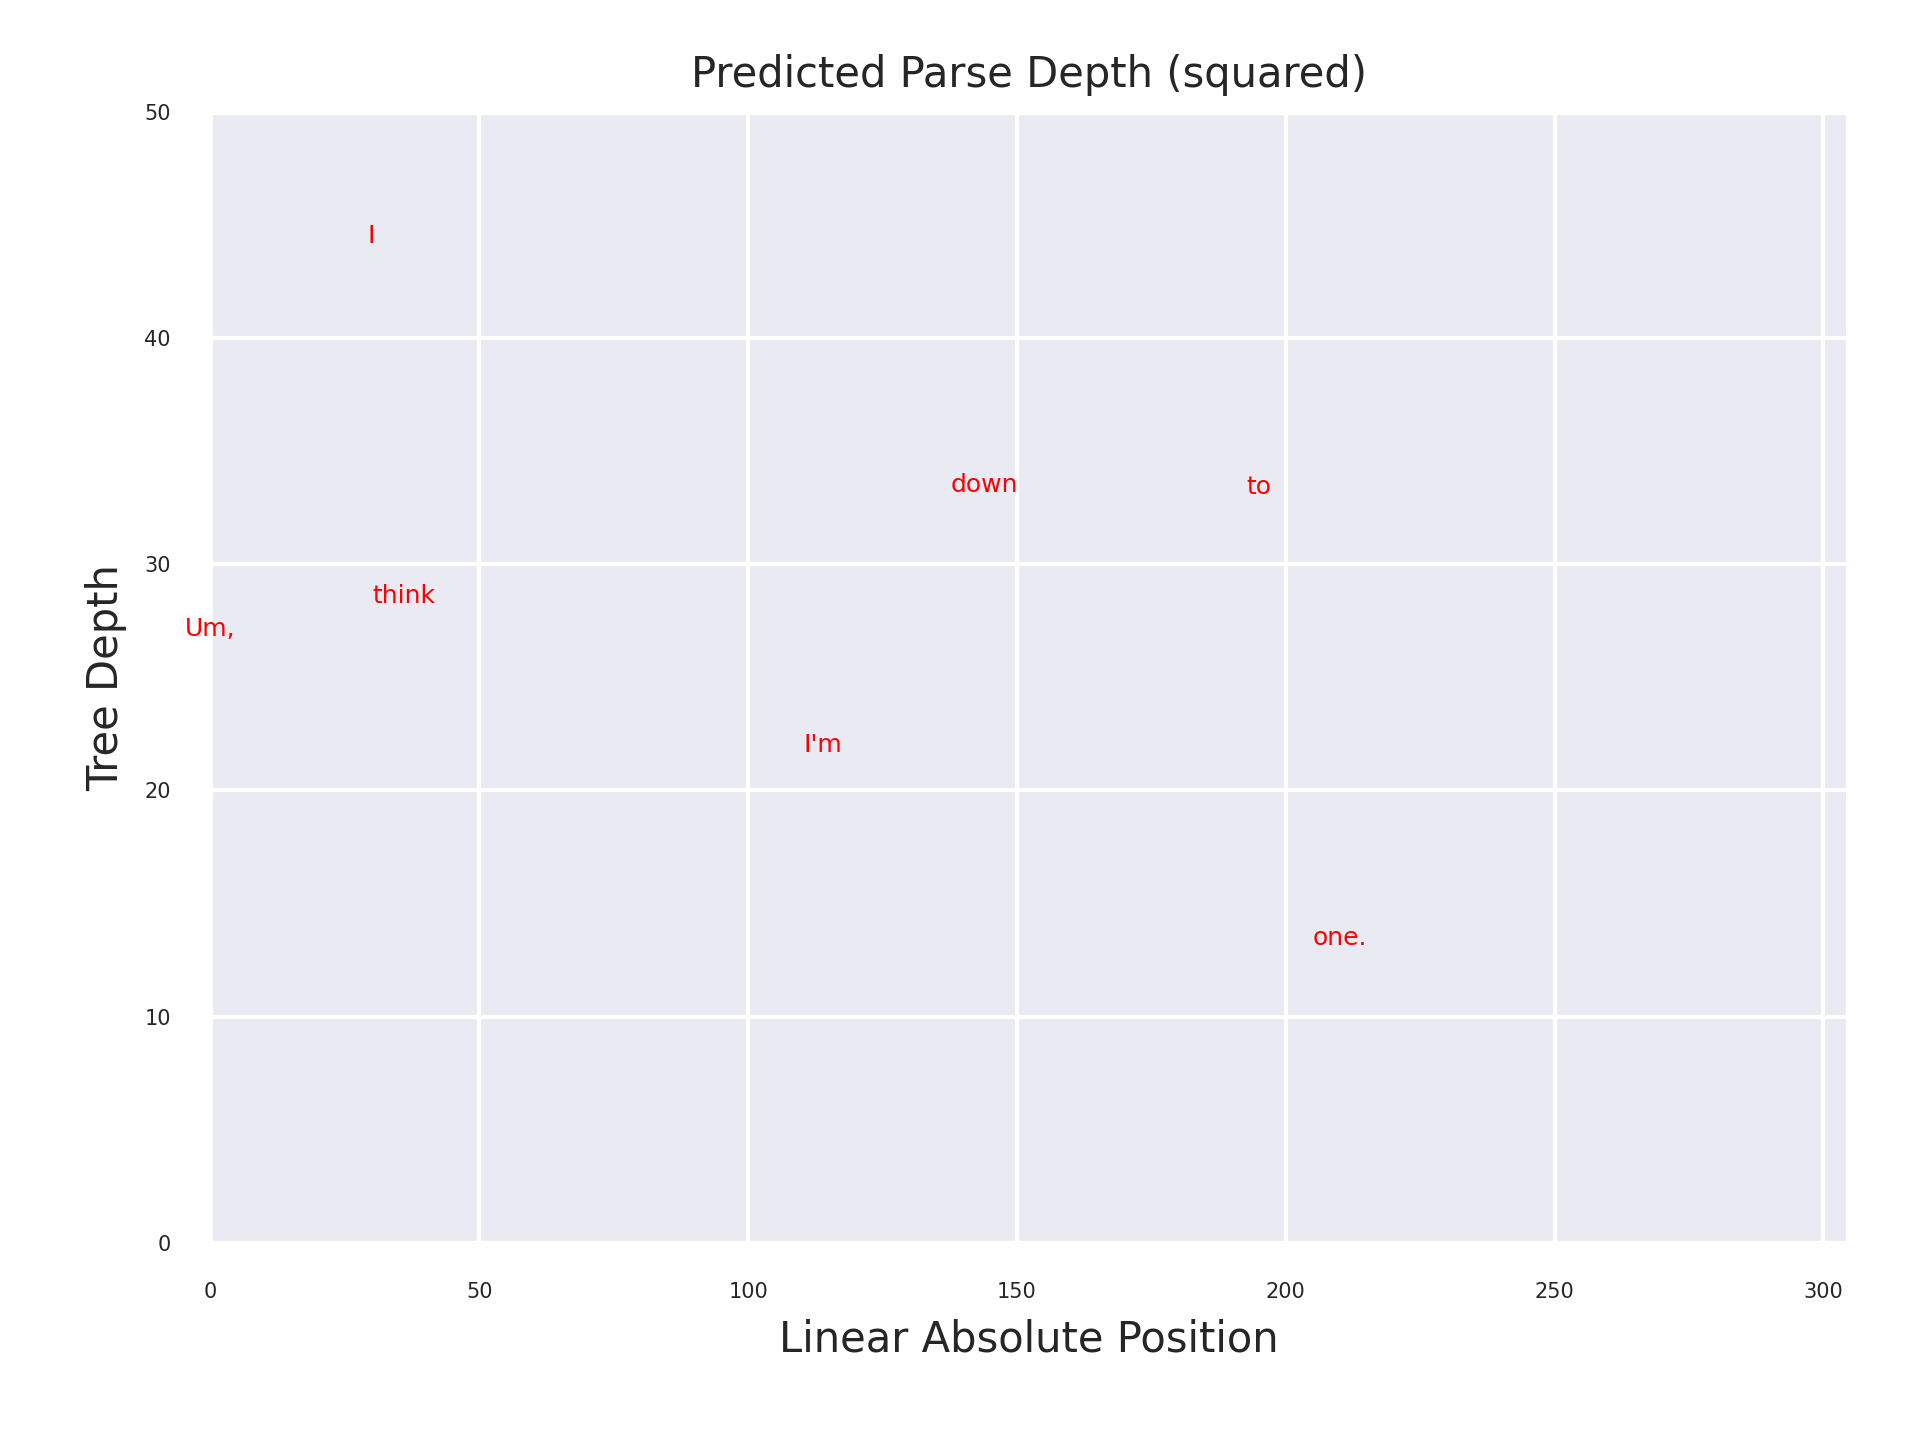 Predicted Parse Depth (squared)
50
I
40
down
to
30
think
Um,
Tree Depth
I'm
20
one.
10
0
0 50 100 150 200 250 300
Linear Absolute Position